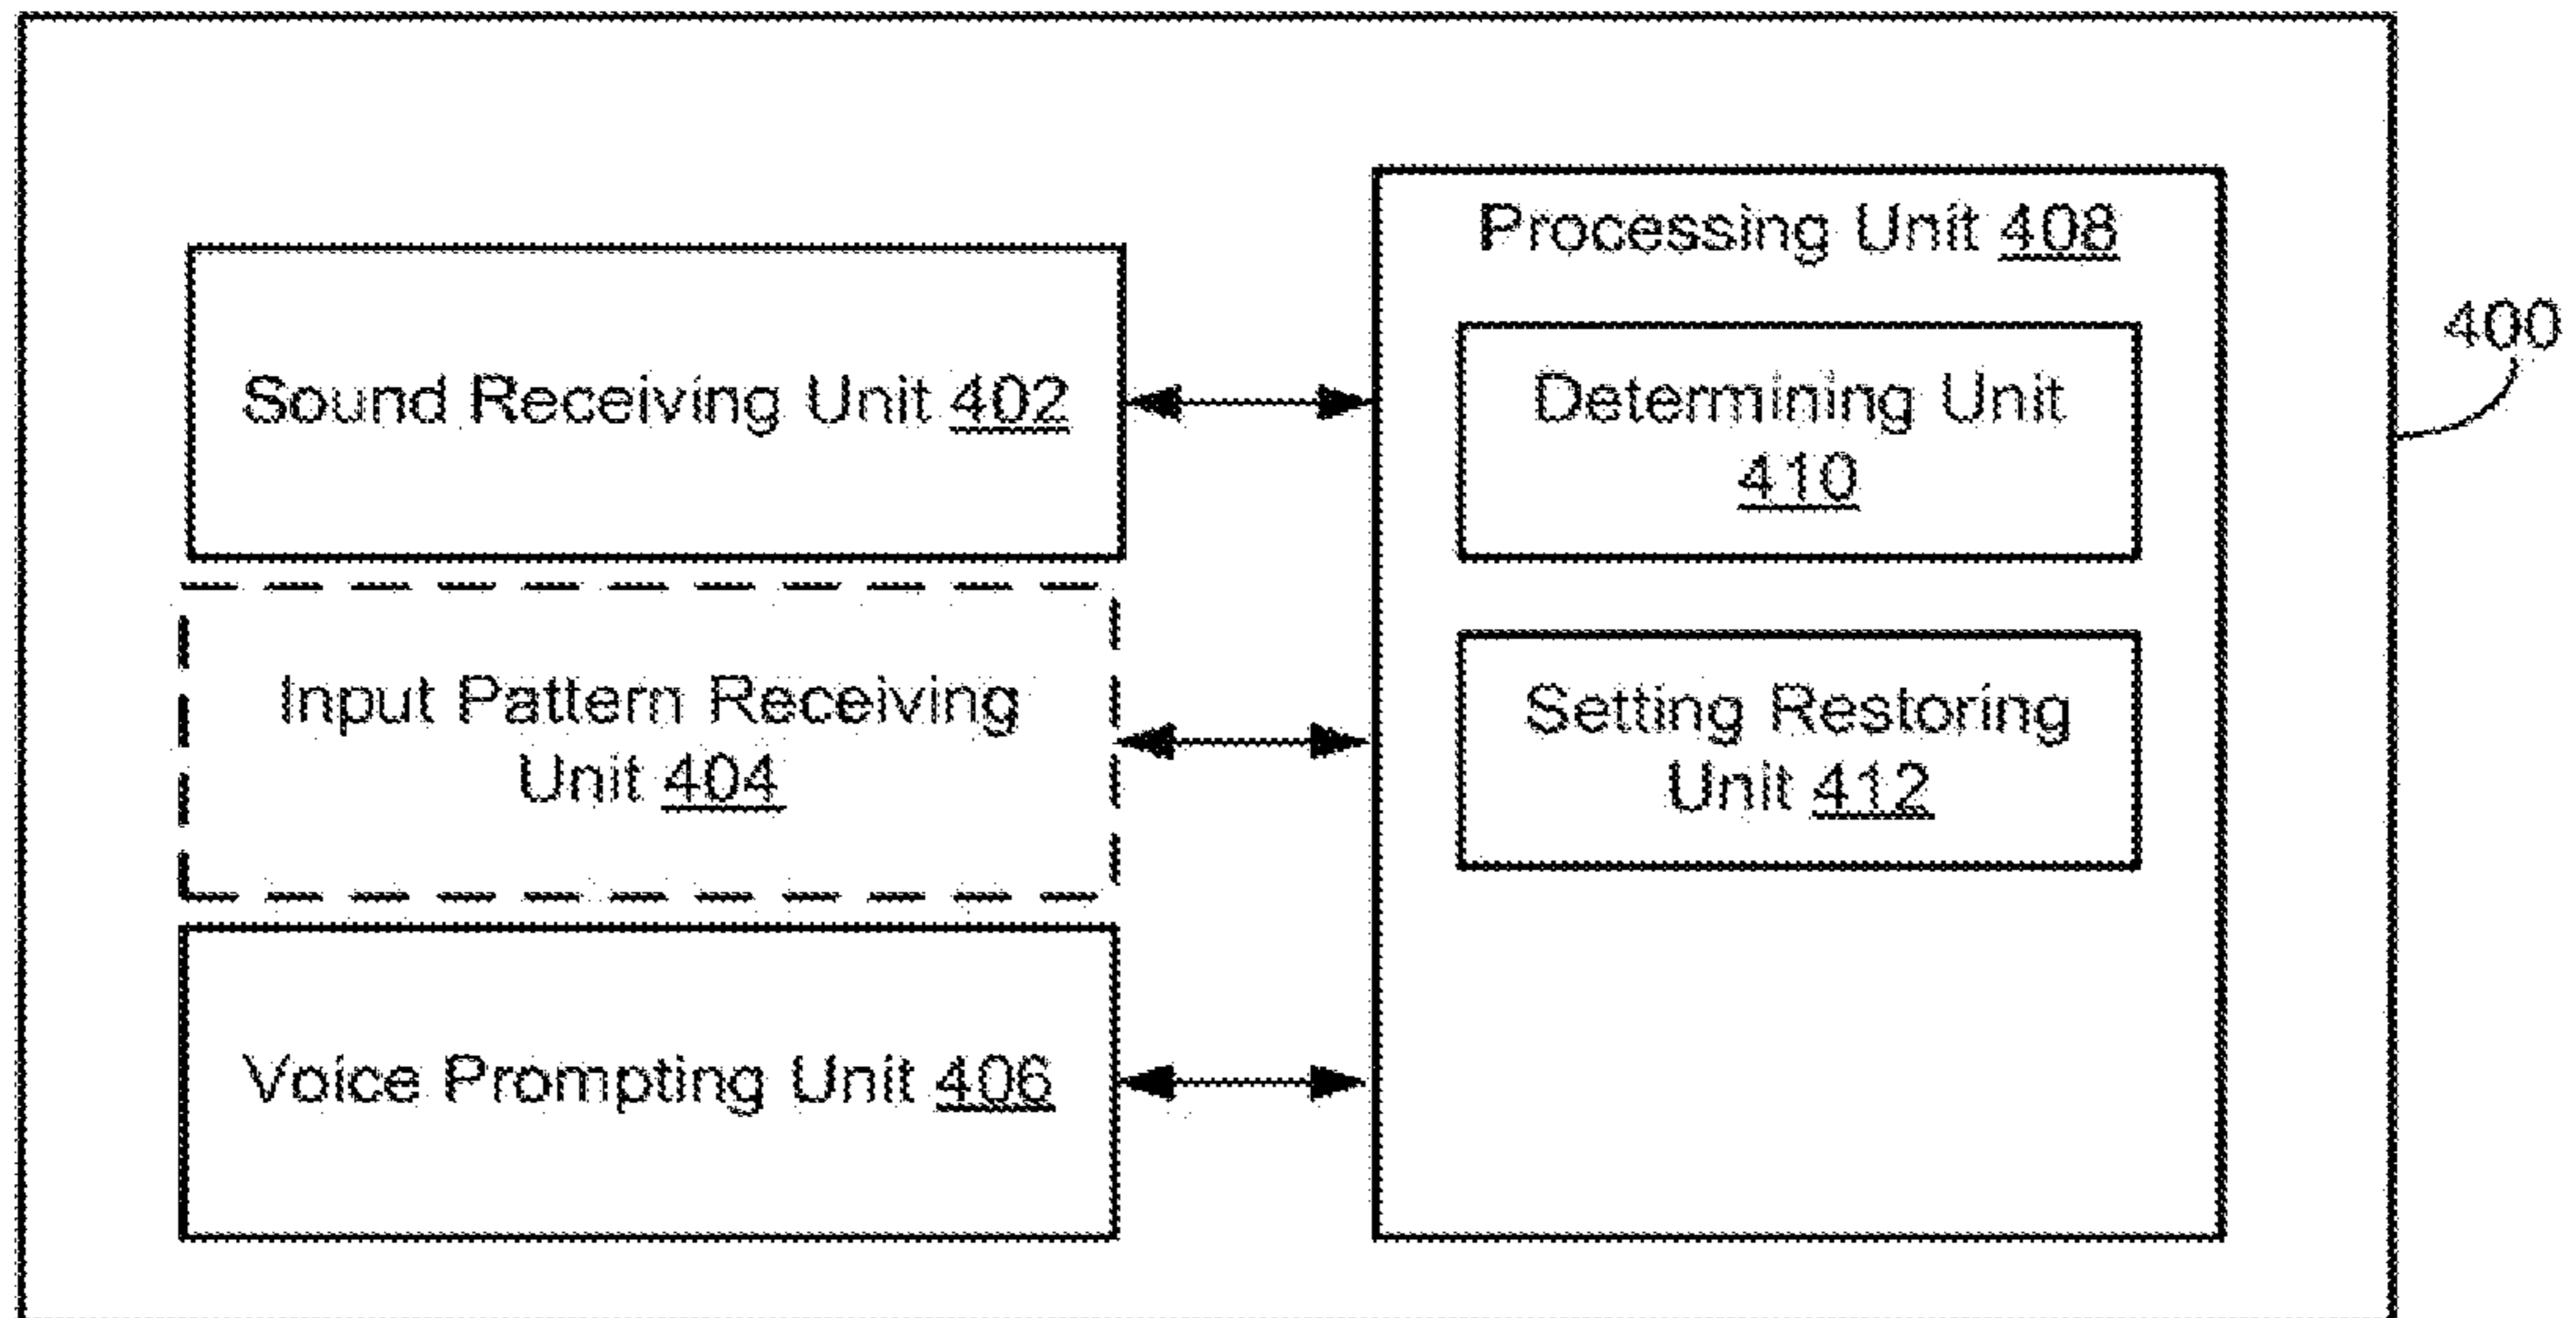 Processing Unit 408
400
Sound Receiving Unit 402
Determining Unit
410
Input Pattern Receiving
Unit 404
Setting Restoring
Unit 412
Voice Prompting Unit 406